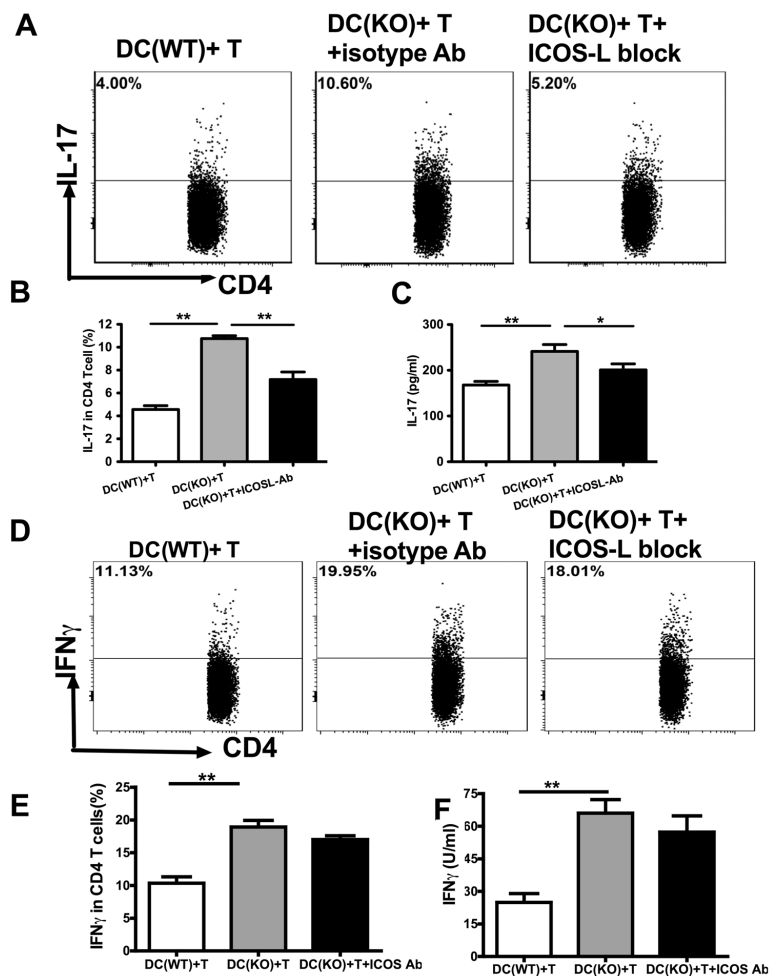 A
DC(WT)+ T
DC(KO)+ T
+isotype Ab
DC(KO)+ T+
ICOS-L block
4.00%
10.60%
5.20%
IL-17
CD4
B
**
**
12
10
8
6
4
2
0
IL-17 in CD4 Tcell (%)
DC(WT)+T
DC(KO)+T
DC(KO)+T+ICOSL-Ab
C
**
*
300
200
100
0
IL-17 (pg/ml)
DC(WT)+T
DC(KO)+T
DC(KO)+T+ICOSL-Ab
D
DC(WT)+ T
DC(KO)+ T
+isotype Ab
DC(KO)+ T+
ICOS-L block
11.13%
19.95%
18.01%
IFNγ
CD4
E
**
25
20
15
10
5
0
IFNγ in CD4 T cells(%)
DC(WT)+T
DC(KO)+T
DC(KO)+T+ICOS Ab
F
**
75
60
45
30
15
0
IFNγ (U/ml)
DC(WT)+T
DC(KO)+T
DC(KO)+T+ICOS Ab